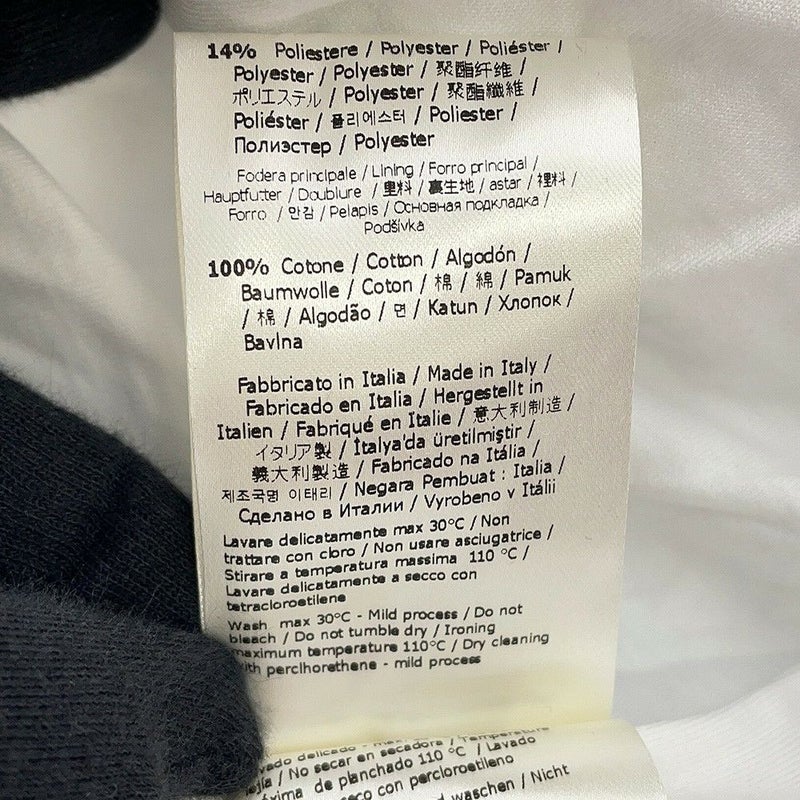 14% Poliestere / Polyester / Poliéster /
Polyester / Polyester / 聚酯纤维 /
ポリエステル / Polyester / 聚酯纖維 /
Poliéster / 폴리에스터 / Poliester /
Полиэстер / Polyester
Fodera principale / Lining / Forro principal /
Hauptfutter / Doublure / 里料 / 裏生地 / astar / 裡料 /
Forro / 안감 / Pelapis / Основная подкладка /
Podšívka
100% Cotone / Cotton / Algodón /
Baumwolle / Coton / 棉 / 綿 / Pamuk
/ 棉 / Algodão / 면 / Katun / Хлопок /
Bavlna
Fabbricato in Italia / Made in Italy /
Fabricado en Italia / Hergestellt in
Italien / Fabriqué en Italie / 意大利制造 /
イタリア製 / İtalya'da üretilmiştir /
義大利製造 / Fabricado na Itália /
제조국명 이태리 / Negara Pembuat : Italia /
Сделано в Италии / Vyrobeno v Itálii
Lavare delicatamente max 30°C / Non
trattare con cloro / Non usare asciugatrice /
Stirare a temperatura massima 110 °C /
Lavare delicatamente a secco con
tetracloroetilene
Wash max 30°C - Mild process / Do not
bleach / Do not tumble dry / Ironing
maximum temperature 110°C / Dry cleaning
with perclhorethene - mild process
vado delicado - max / Temperatura
ejía / No secar en secadora / Lavado
áxima de planchado 110 °C /
seco con percloroetileno
waschen / Nicht